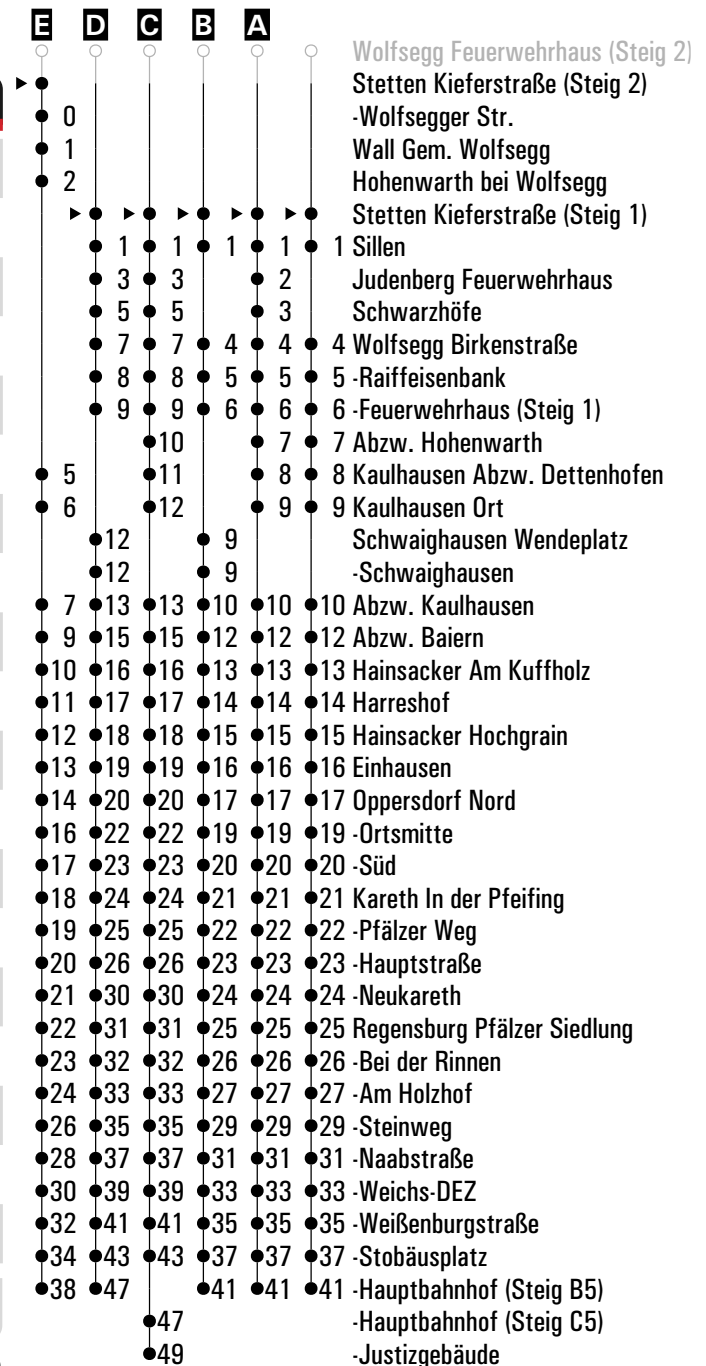 E D C B A
Wolfsegg Feuerwehrhaus (Steig 2)
Stetten Kieferstraße (Steig 2)
0 -Wolfsegger Str.
1 Wall Gem. Wolfsegg
2 Hohenwarth bei Wolfsegg
Stetten Kieferstraße (Steig 1)
1 1 1 1 1 Sillen
3 3 2 Judenberg Feuerwehrhaus
5 5 3 Schwarzhöfe
7 7 4 4 4 Wolfsegg Birkenstraße
8 8 5 5 5 -Raiffeisenbank
9 9 6 6 6 -Feuerwehrhaus (Steig 1)
10 7 7 Abzw. Hohenwarth
5 11 8 8 Kaulhausen Abzw. Dettenhofen
6 12 9 9 Kaulhausen Ort
12 9 Schwaighausen Wendeplatz
12 9 -Schwaighausen
7 13 13 10 10 10 Abzw. Kaulhausen
9 15 15 12 12 12 Abzw. Baiern
10 16 16 13 13 13 Hainsacker Am Kuffholz
11 17 17 14 14 14 Harreshof
12 18 18 15 15 15 Hainsacker Hochgrain
13 19 19 16 16 16 Einhausen
14 20 20 17 17 17 Oppersdorf Nord
16 22 22 19 19 19 -Ortsmitte
17 23 23 20 20 20 -Süd
18 24 24 21 21 21 Kareth In der Pfeifing
19 25 25 22 22 22 -Pfälzer Weg
20 26 26 23 23 23 -Hauptstraße
21 30 30 24 24 24 -Neukareth
22 31 31 25 25 25 Regensburg Pfälzer Siedlung
23 32 32 26 26 26 -Bei der Rinnen
24 33 33 27 27 27 -Am Holzhof
26 35 35 29 29 29 -Steinweg
28 37 37 31 31 31 -Naabstraße
30 39 39 33 33 33 -Weichs-DEZ
32 41 41 35 35 35 -Weißenburgstraße
34 43 43 37 37 37 -Stobäusplatz
38 47 41 41 41 -Hauptbahnhof (Steig B5)
47 -Hauptbahnhof (Steig C5)
49 -Justizgebäude